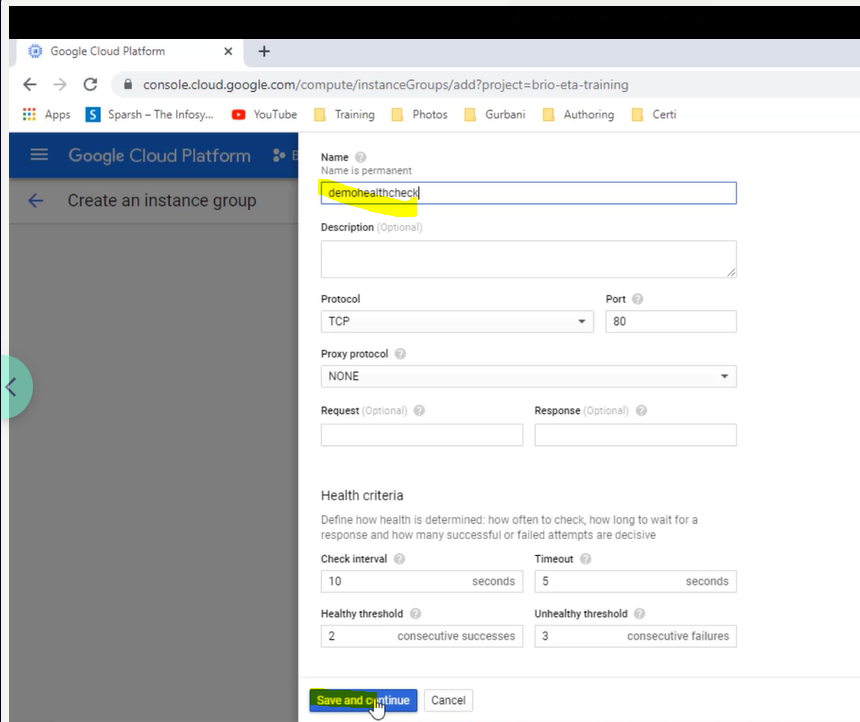 Google Cloud Platform
console.cloud.google.com/compute/instanceGroups/add?project=brio-eta-training
Apps Sparsh – The Infosy... YouTube Training Photos Gurbani Authoring Certi
Google Cloud Platform
Create an instance group
Name
Name is permanent
demohealthcheck
Description (Optional)
Protocol Port
TCP 80
Proxy protocol
NONE
Request (Optional) Response (Optional)
Health criteria
Define how health is determined: how often to check, how long to wait for a
response and how many successful or failed attempts are decisive
Check interval Timeout
10 seconds 5 seconds
Healthy threshold Unhealthy threshold
2 consecutive successes 3 consecutive failures
Save and continue Cancel